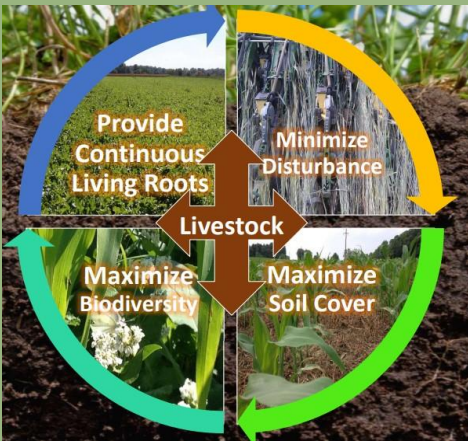 Provide
Continuous
Living Roots
Minimize
Disturbance
Livestock
Maximize
Biodiversity
Maximize
Soil Cover